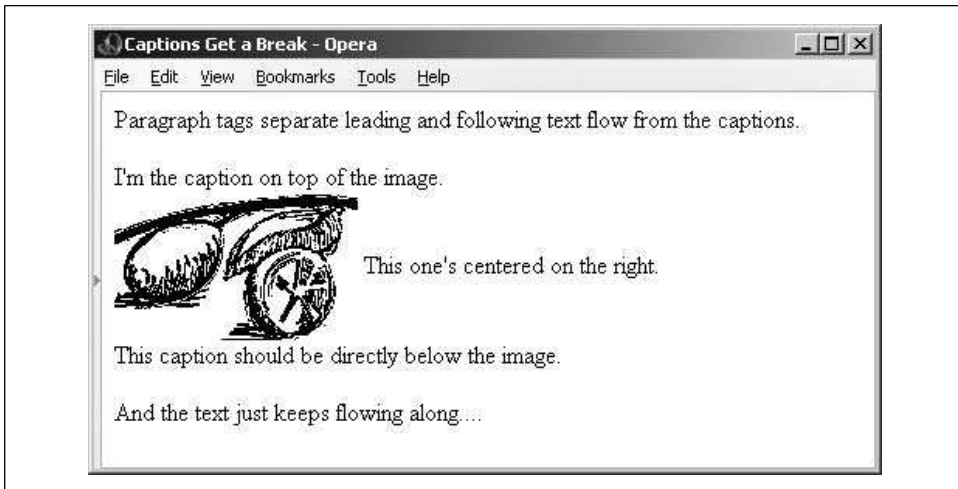 Captions Get a Break - Opera
File Edit View Bookmarks Tools Help
Paragraph tags separate leading and following text flow from the captions.
I'm the caption on top of the image.
This one's centered on the right.
This caption should be directly below the image.
And the text just keeps flowing along....